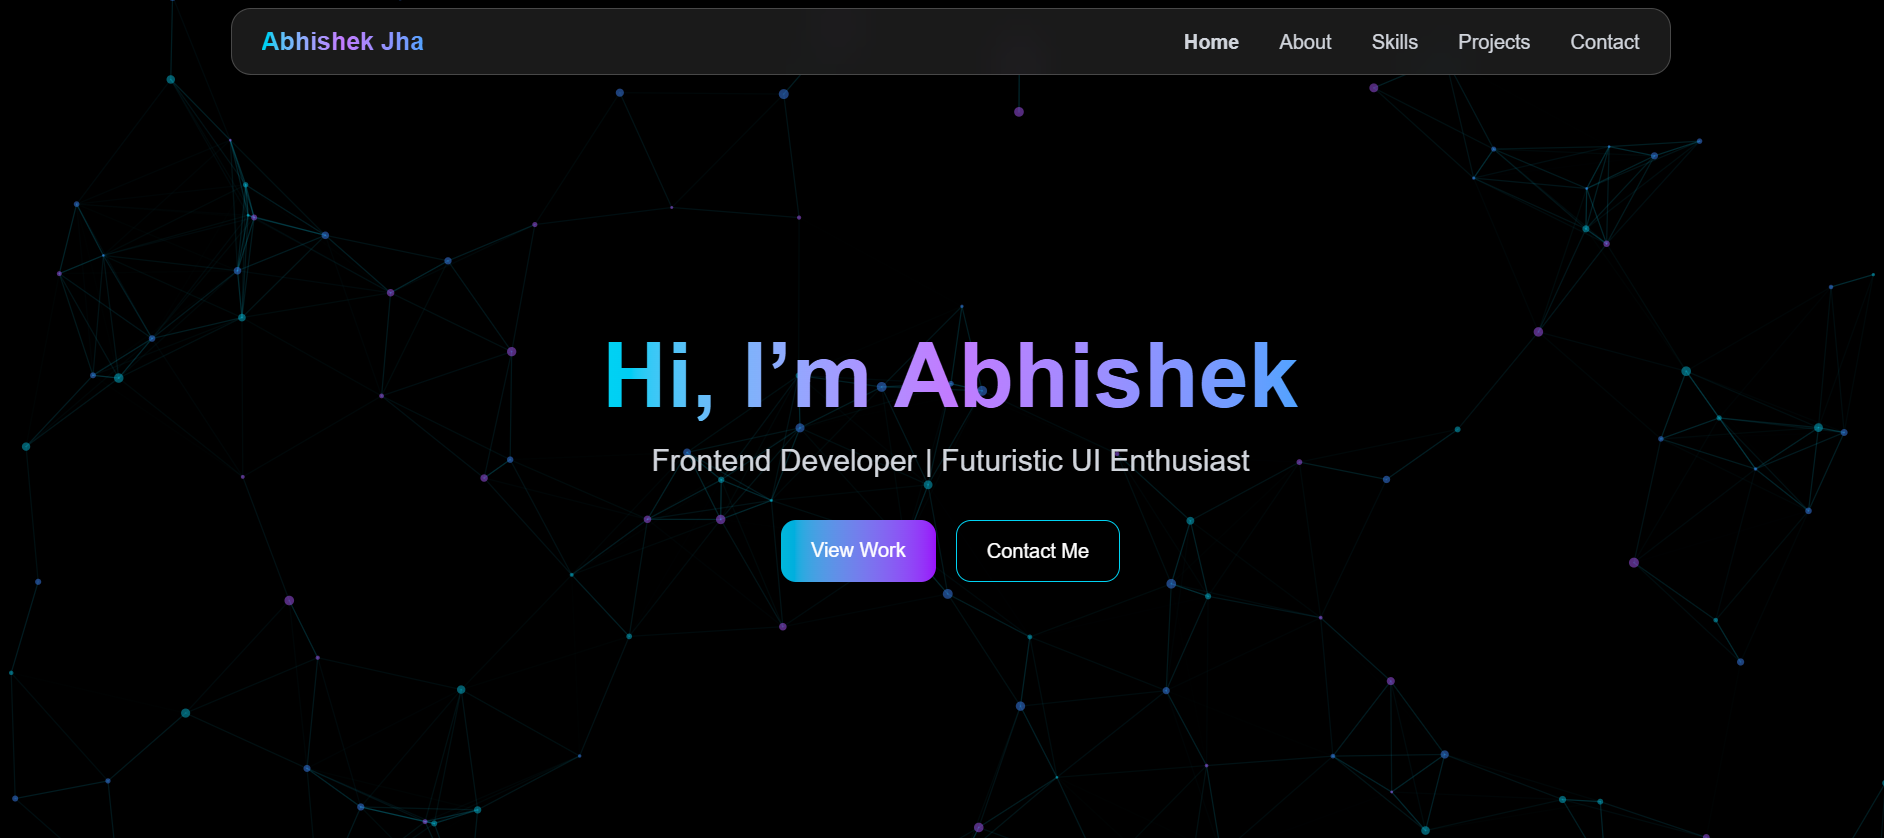 Abhishek Jha
Home About Skills Projects Contact
Hi, I’m Abhishek
Frontend Developer | Futuristic UI Enthusiast
View Work Contact Me